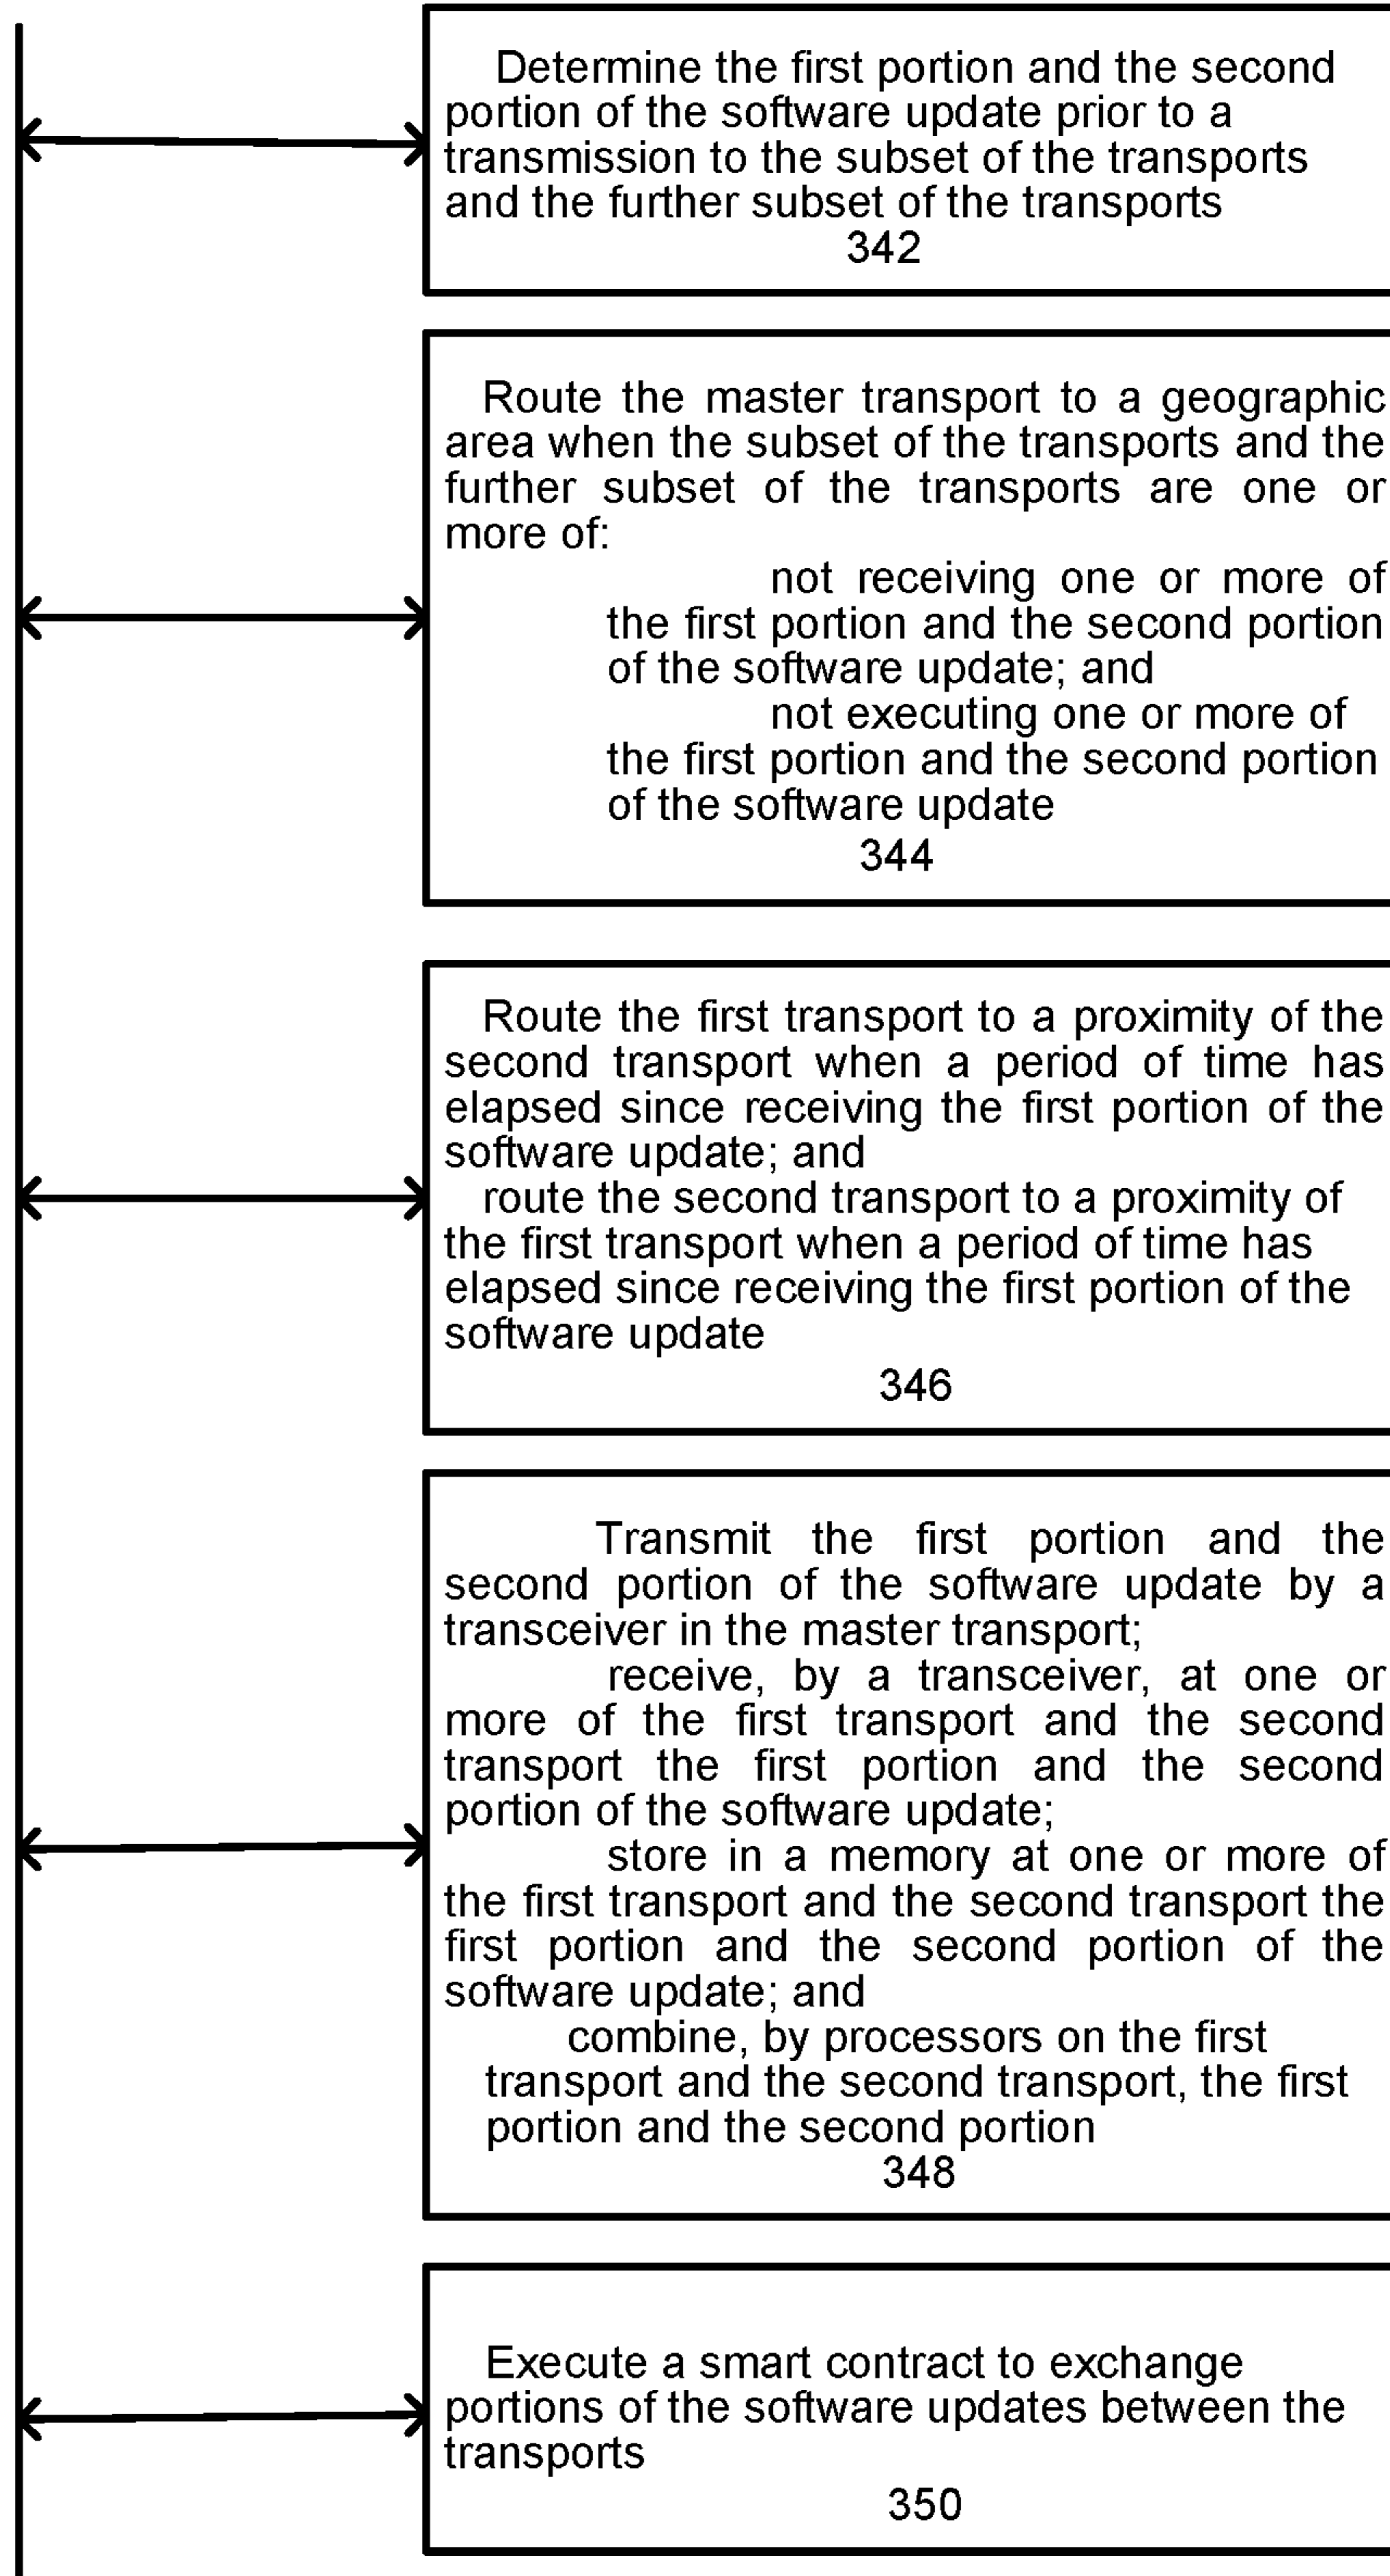 Determine the first portion and the second
portion of the software update prior to a
transmission to the subset of the transports
and the further subset of the transports
342
Route the master transport to a geographic
area when the subset of the transports and the
further subset of the transports are one or
more of:
not receiving one or more of
the first portion and the second portion
of the software update; and
not executing one or more of
the first portion and the second portion
of the software update
344
Route the first transport to a proximity of the
second transport when a period of time has
elapsed since receiving the first portion of the
software update; and
route the second transport to a proximity of
the first transport when a period of time has
elapsed since receiving the first portion of the
software update
346
Transmit the first portion and the
second portion of the software update by a
transceiver in the master transport;
receive, by a transceiver, at one or
more of the first transport and the second
transport the first portion and the second
portion of the software update;
store in a memory at one or more of
the first transport and the second transport the
first portion and the second portion of the
software update; and
combine, by processors on the first
transport and the second transport, the first
portion and the second portion
348
Execute a smart contract to exchange
portions of the software updates between the
transports
350